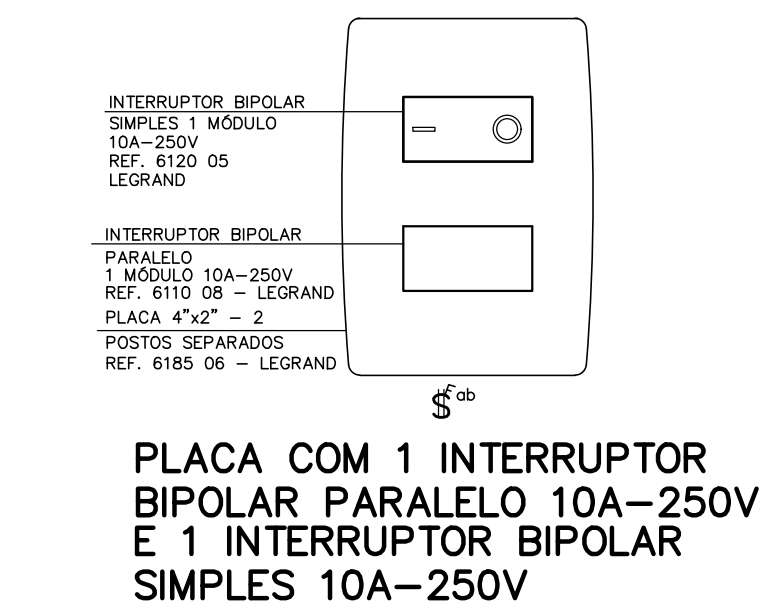 INTERRUPTOR BIPOLAR
SIMPLES 1 MÓDULO
10A-250V
REF. 6120 05
LEGRAND
INTERRUPTOR BIPOLAR
PARALELO
1 MÓDULO 10A-250V
REF. 6110 08 - LEGRAND
PLACA 4”x2” - 2
POSTOS SEPARADOS
REF. 6185 06 - LEGRAND
ab
PLACA COM 1 INTERRUPTOR
BIPOLAR PARALELO 10A-250V
E 1 INTERRUPTOR BIPOLAR
SIMPLES 10A-250V